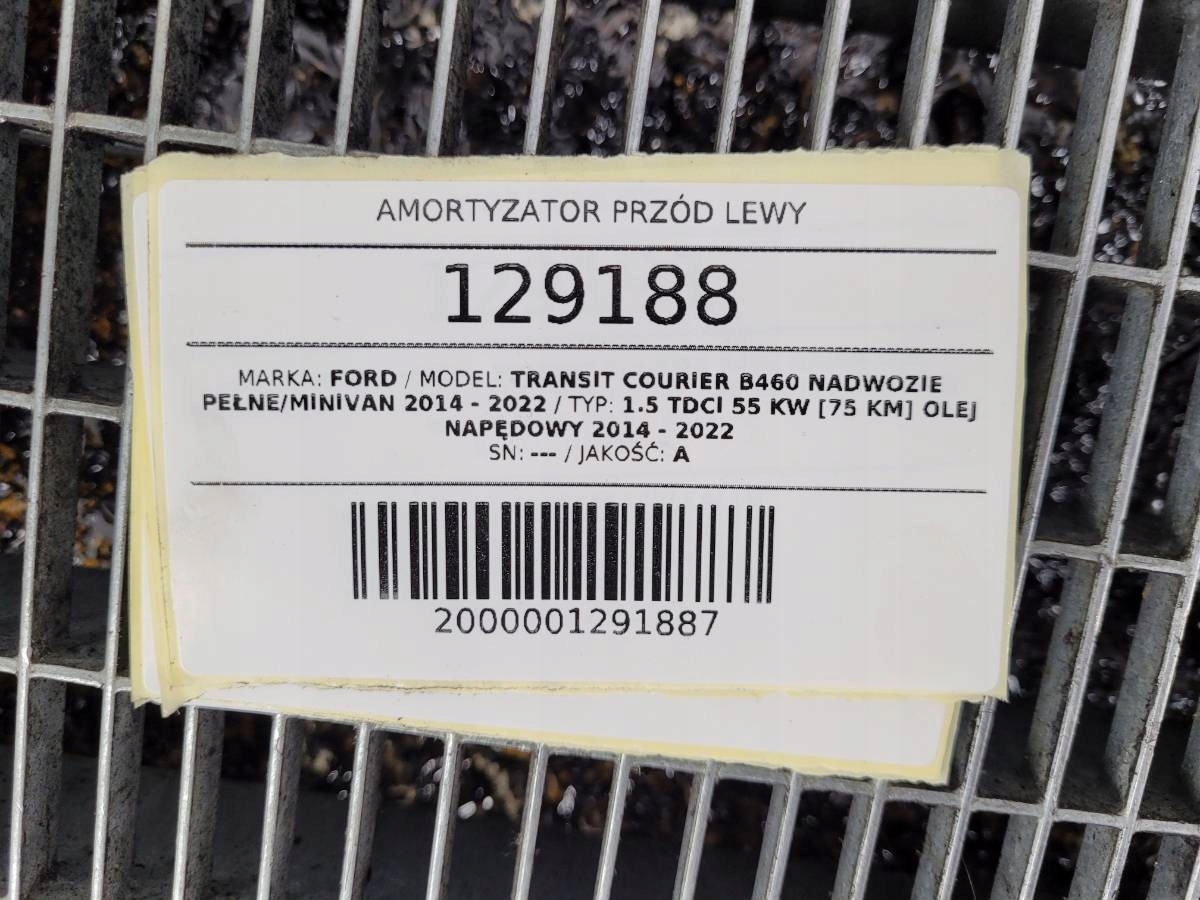 AMORTYZATOR PRZÓD LEWY
129188
MARKA: FORD / MODEL: TRANSIT COURIER B460 NADWOZIE
PEŁNE/MINIVAN 2014 - 2022 / TYP: 1.5 TDCI 55 KW [75 KM] OLEJ
NAPĘDOWY 2014 - 2022
SN: --- / JAKOŚĆ: A
2000001291887